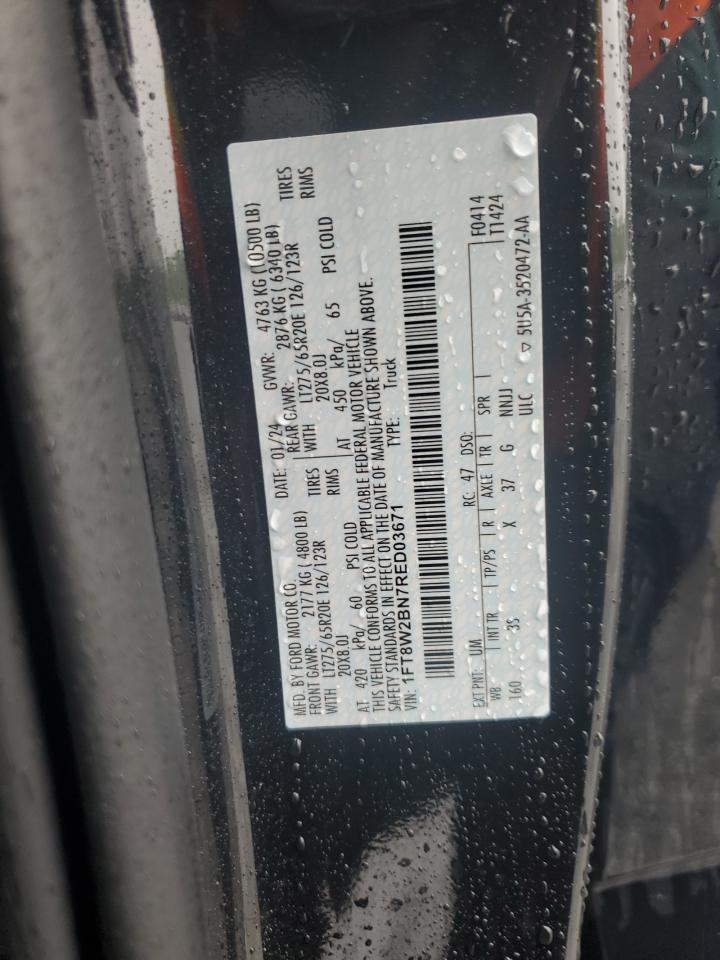 MFD. BY FORD MOTOR CO.
DATE: 01/24 GVWR: 4763 KG (10500 LB)
FRONT GAWR: 2177 KG ( 4800 LB) REAR GAWR: 2876 KG ( 6340 LB)
WITH LT275/65R20E 126/123R TIRES WITH LT275/65R20E 126/123R TIRES
20X8.0J RIMS 20X8.0J RIMS
AT 420 kPa/ 60 PSI COLD AT 450 kPa/ 65 PSI COLD
THIS VEHICLE CONFORMS TO ALL APPLICABLE FEDERAL MOTOR VEHICLE
SAFETY STANDARDS IN EFFECT ON THE DATE OF MANUFACTURE SHOWN ABOVE.
VIN: 1FT8W2BN7RED03671 TYPE: Truck
F0414
EXT PNT: UM RC: 47 DSO: T1424
WB INT TR TP/PS R AXLE TR SPR
160 3S X 37 G NNJJ
ULC ▽ 5U5A-3520472-AA